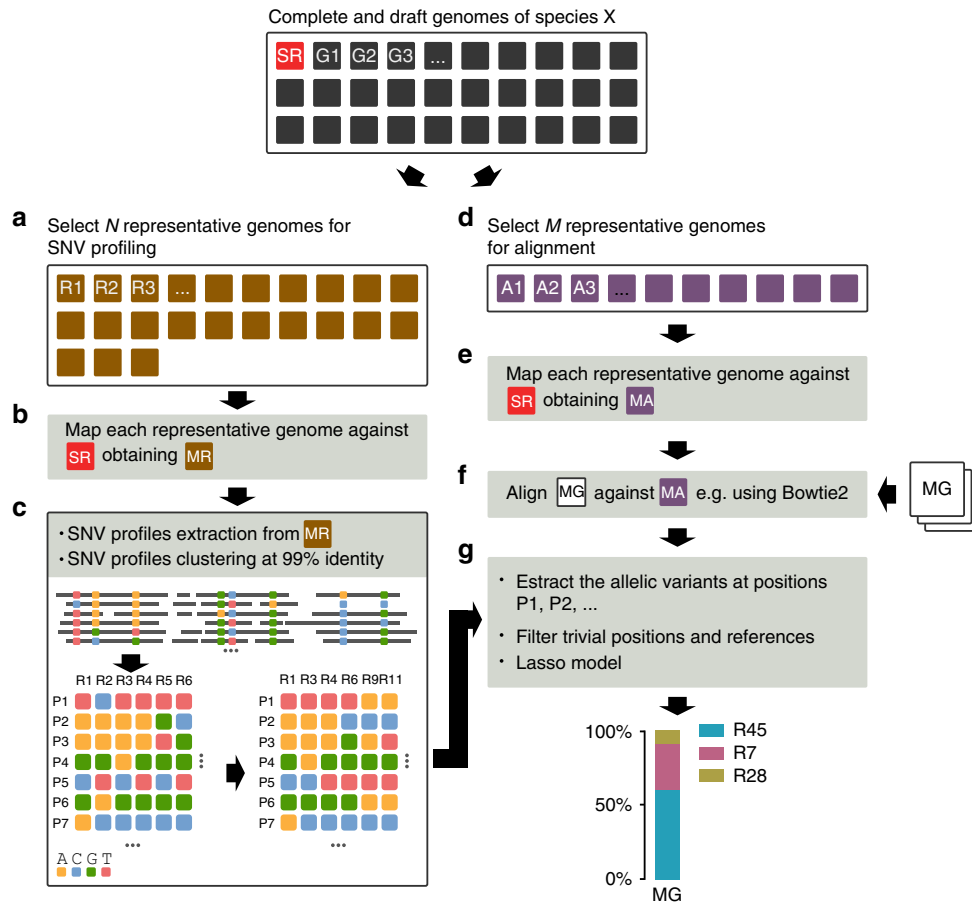 Complete and draft genomes of species X
SR G1 G2 G3 ...
a
Select N representative genomes for
SNV profiling
R1 R2 R3 ...
b
Map each representative genome against
SR obtaining MR
c
• SNV profiles extraction from MR
• SNV profiles clustering at 99% identity
...
R1 R2 R3 R4 R5 R6
P1
P2
P3
P4
P5
P6
P7
...
...
A C G T
R1 R3 R4 R6 R9 R11
P1
P2
P3
P4
P5
P6
P7
...
...
d
Select M representative genomes
for alignment
A1 A2 A3 ...
e
Map each representative genome against
SR obtaining MA
f
Align MG against MA e.g. using Bowtie2
MG
g
• Extract the allelic variants at positions
P1, P2, ...
• Filter trivial positions and references
• Lasso model
100%
50%
0%
MG
R45
R7
R28